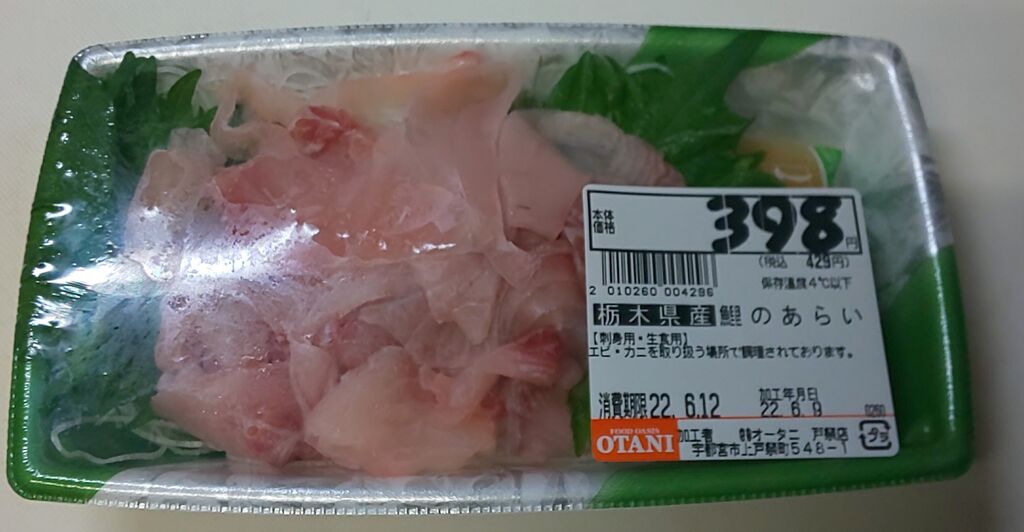 本体価格 398円
(税込 429円)
保存温度4℃以下
2 010260 004296
栃木県産鯉のあらい
【刺身用・生食用】
エビ・カニを取り扱う場所で調理されております。
消費期限22. 6.12
加工年月日
22. 6. 9
0260
FOOD OASIS
OTANI
加工者 ㈱オータニ 戸祭店
宇都宮市上戸祭町548-1